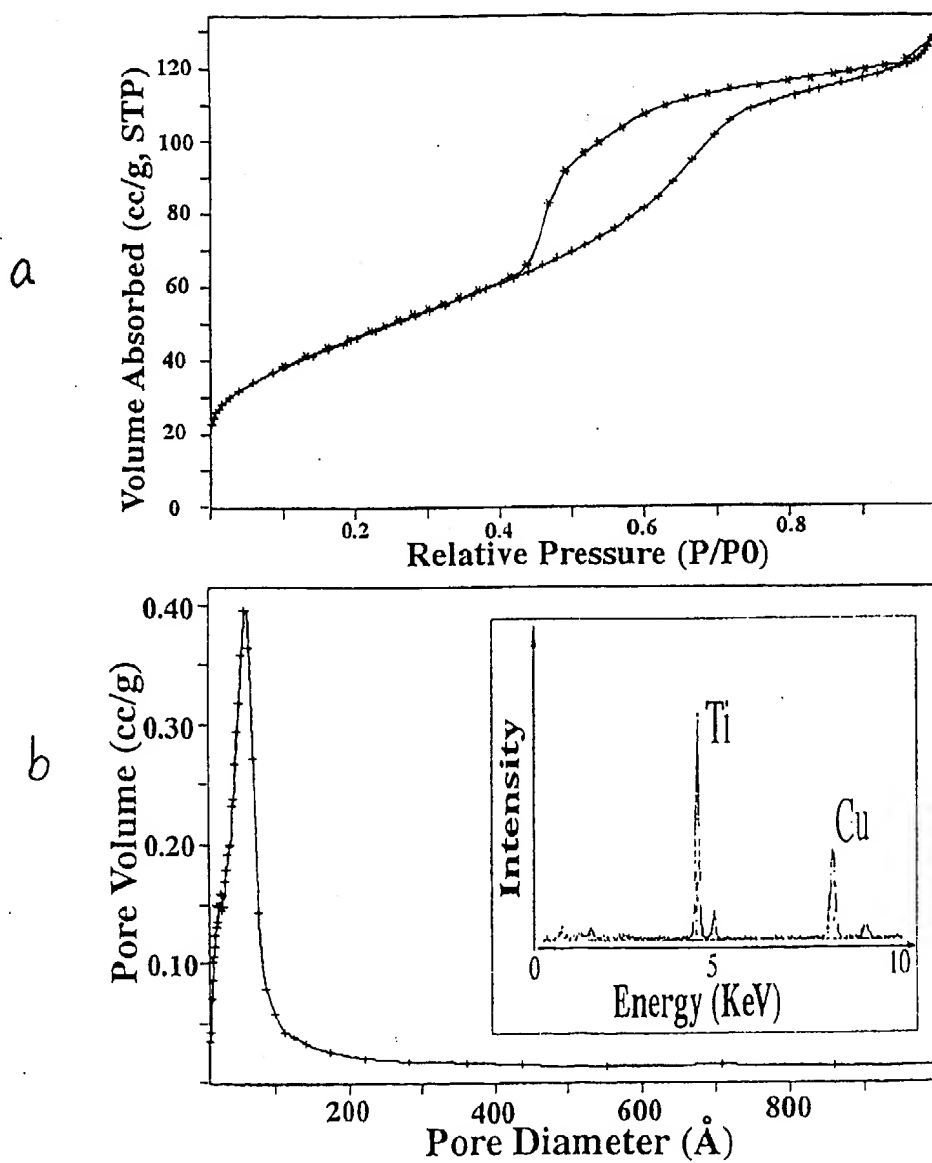 a
Volume Absorbed (cc/g, STP)
120
100
80
60
40
20
0
0.2
0.4
0.6
0.8
Relative Pressure (P/P0)
b
Pore Volume (cc/g)
0.40
0.30
0.20
0.10
200
400
600
800
Pore Diameter (Å)
Intensity
Ti
Cu
0
5
10
Energy (KeV)